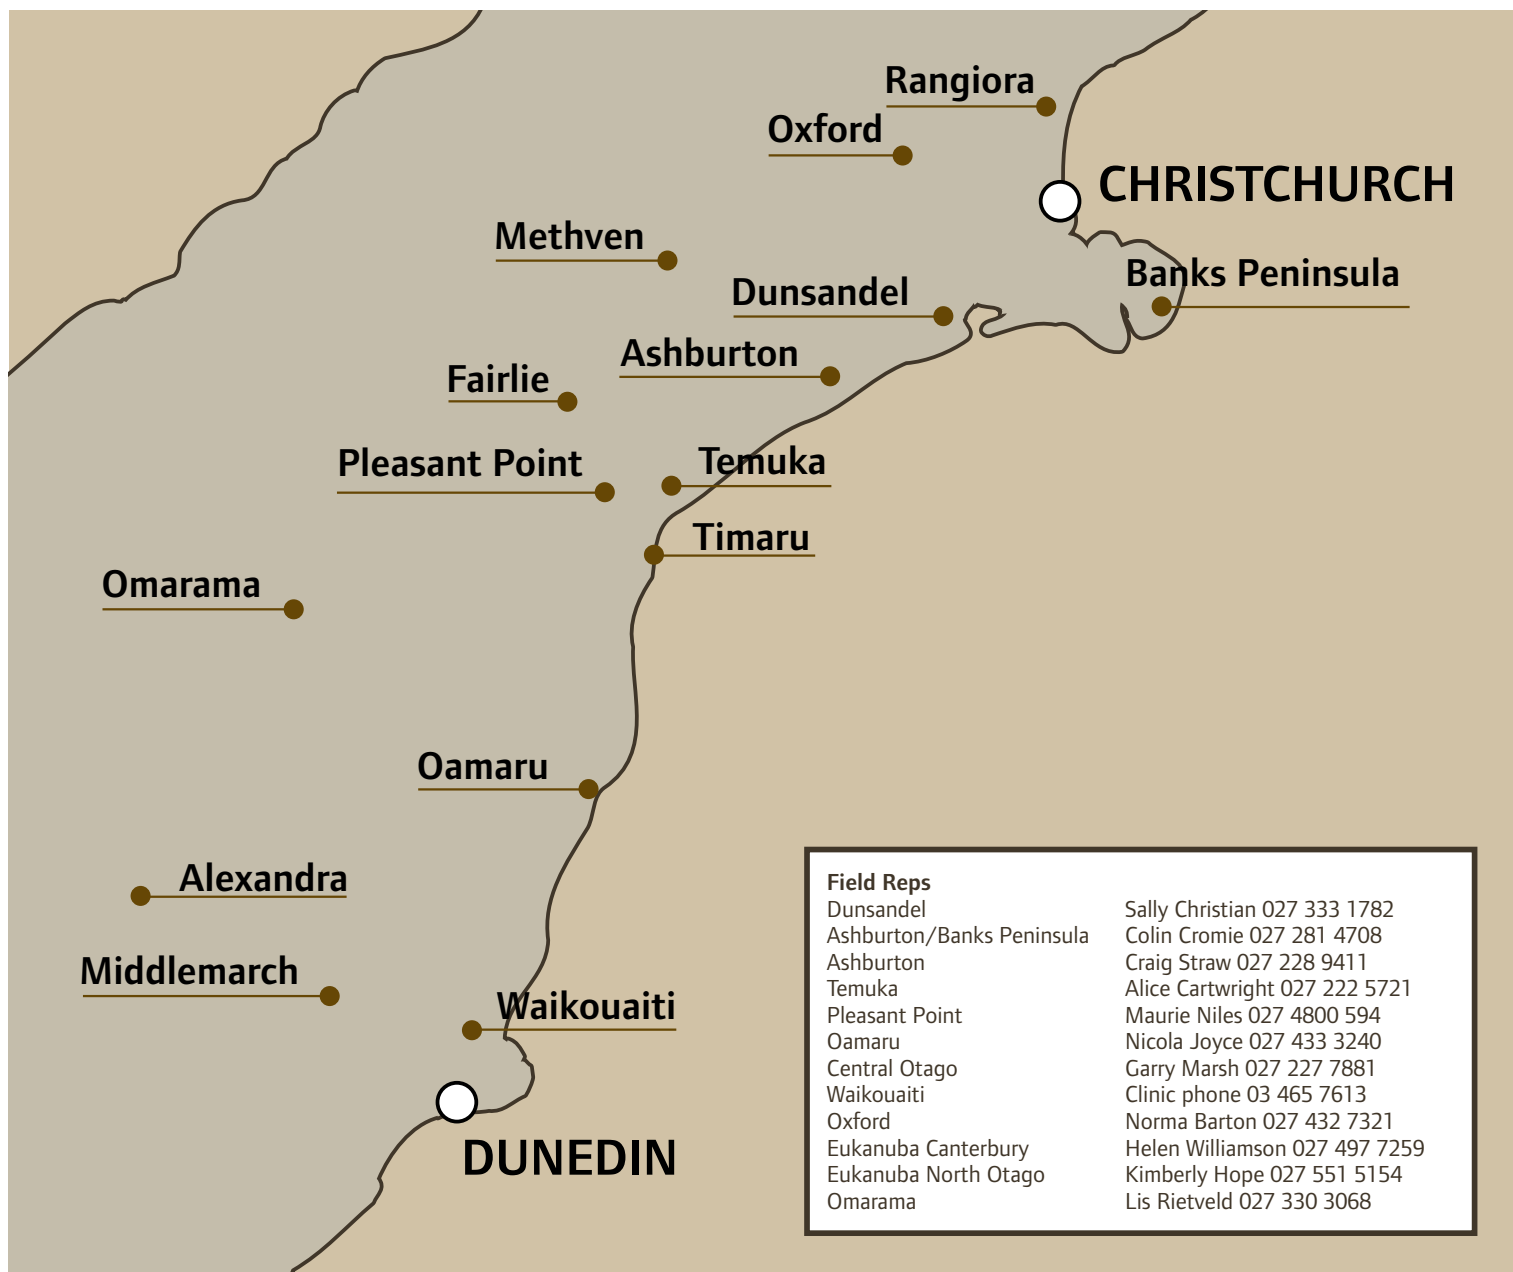 Rangiora
Oxford
CHRISTCHURCH
Methven
Banks Peninsula
Dunsandel
Ashburton
Fairlie
Pleasant Point
Temuka
Timaru
Omarama
Oamaru
Alexandra
Middlemarch
Waikouaiti
DUNEDIN
Field Reps
Dunsandel Sally Christian 027 333 1782
Ashburton/Banks Peninsula Colin Cromie 027 281 4708
Ashburton Craig Straw 027 228 9411
Temuka Alice Cartwright 027 222 5721
Pleasant Point Maurie Niles 027 4800 594
Oamaru Nicola Joyce 027 433 3240
Central Otago Garry Marsh 027 227 7881
Waikouaiti Clinic phone 03 465 7613
Oxford Norma Barton 027 432 7321
Eukanuba Canterbury Helen Williamson 027 497 7259
Eukanuba North Otago Kimberly Hope 027 551 5154
Omarama Lis Rietveld 027 330 3068